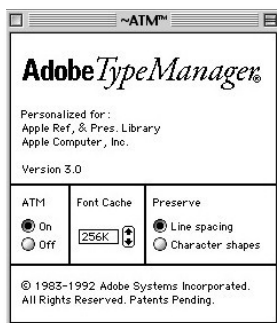 ~ATM™
Adobe Type Manager®
Personalized for:
Apple Ref, & Pres. Library
Apple Computer, Inc.
Version 3.0
ATM
On
Off
Font Cache
256K
Preserve
Line spacing
Character shapes
© 1983-1992 Adobe Systems Incorporated.
All Rights Reserved. Patents Pending.